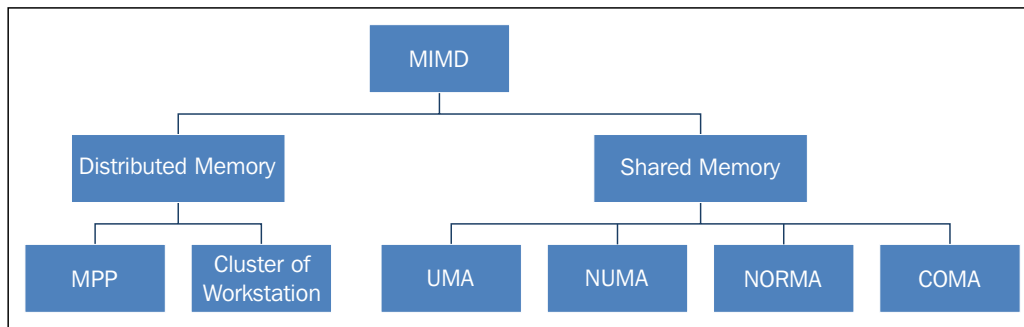 MIMD
Distributed Memory
Shared Memory
MPP
Cluster of
Workstation
UMA
NUMA
NORMA
COMA